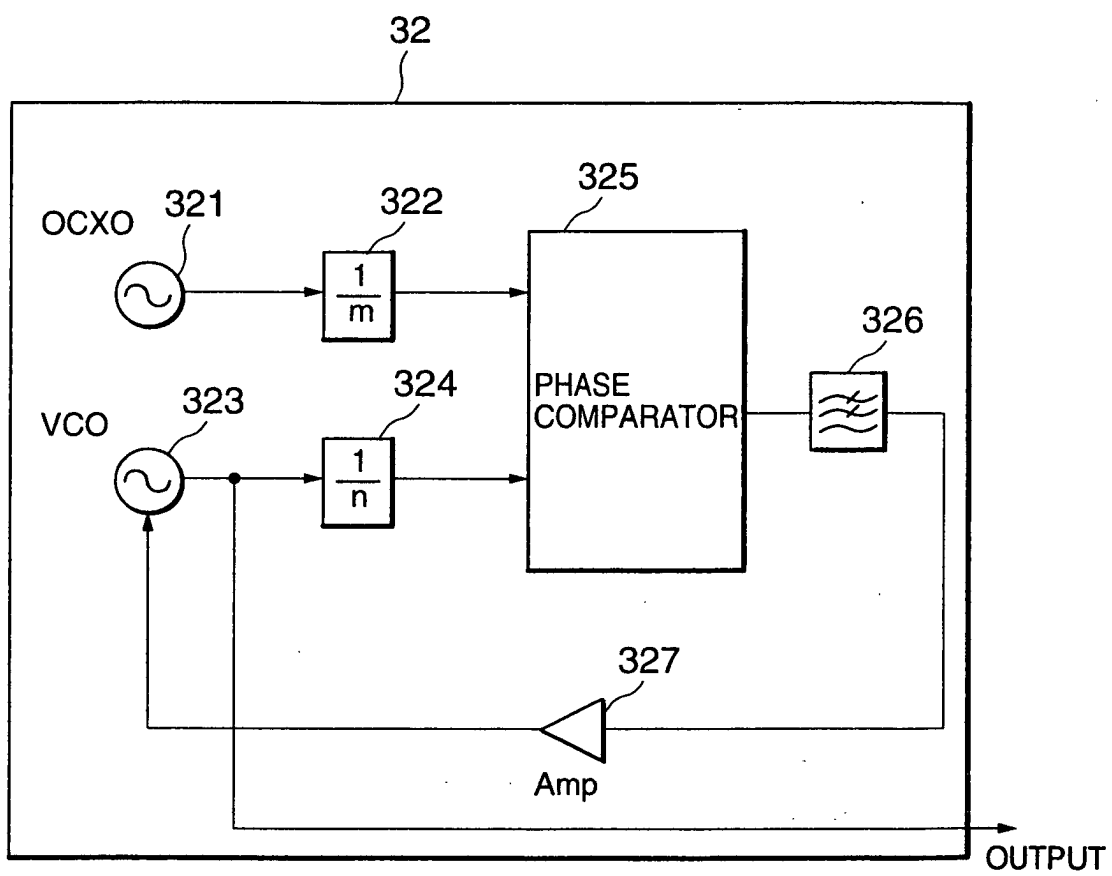 32
325
321
322
OCXO
1
m
326
324
PHASE
COMPARATOR
323
VCO
1
n
327
Amp
OUTPUT